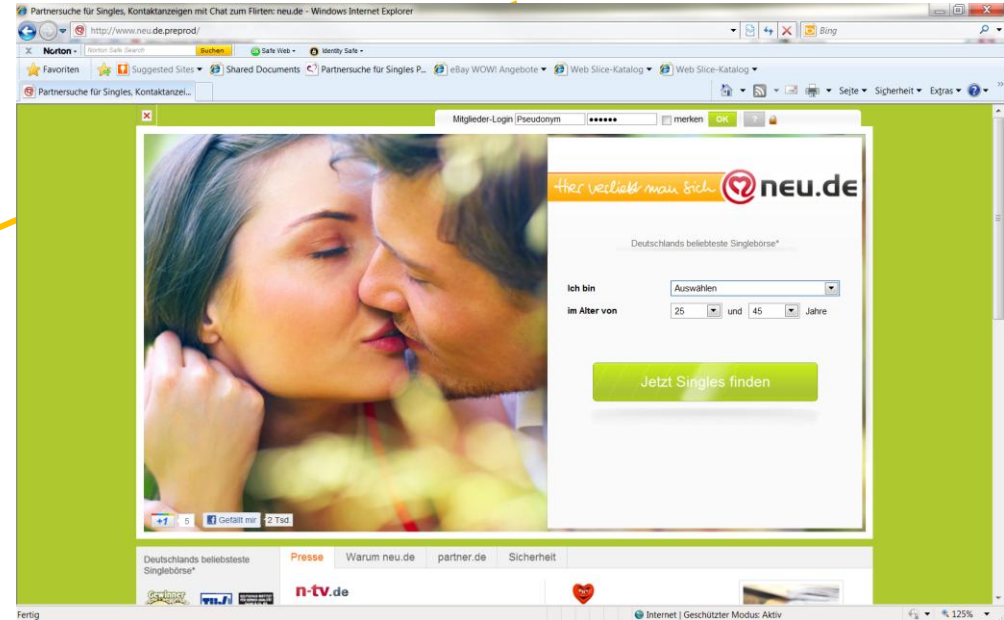 Partnersuche für Singles, Kontaktanzeigen mit Chat zum Flirten: neu.de - Windows Internet Explorer
http://www.neu.de.preprod/
Bing
X Norton - Norton Safe Search Suchen Safe Web - Identity Safe -
Favoriten Suggested Sites Shared Documents Partnersuche für Singles P... eBay WOW! Angebote Web Slice-Katalog Web Slice-Katalog
Partnersuche für Singles, Kontaktanzei... Seite Sicherheit Extras
Mitglieder-Login Pseudonym •••••• merken OK ?
Hier verliebt man sich neu.de
Deutschlands beliebteste Singlebörse*
Ich bin Auswählen
im Alter von 25 und 45 Jahre
Jetzt Singles finden
+1 5 Gefällt mir 2 Tsd.
Deutschlands beliebsteste
Singlebörse*
Presse Warum neu.de partner.de Sicherheit
Gewinner
n-tv.de
Fertig Internet | Geschützter Modus: Aktiv 125%